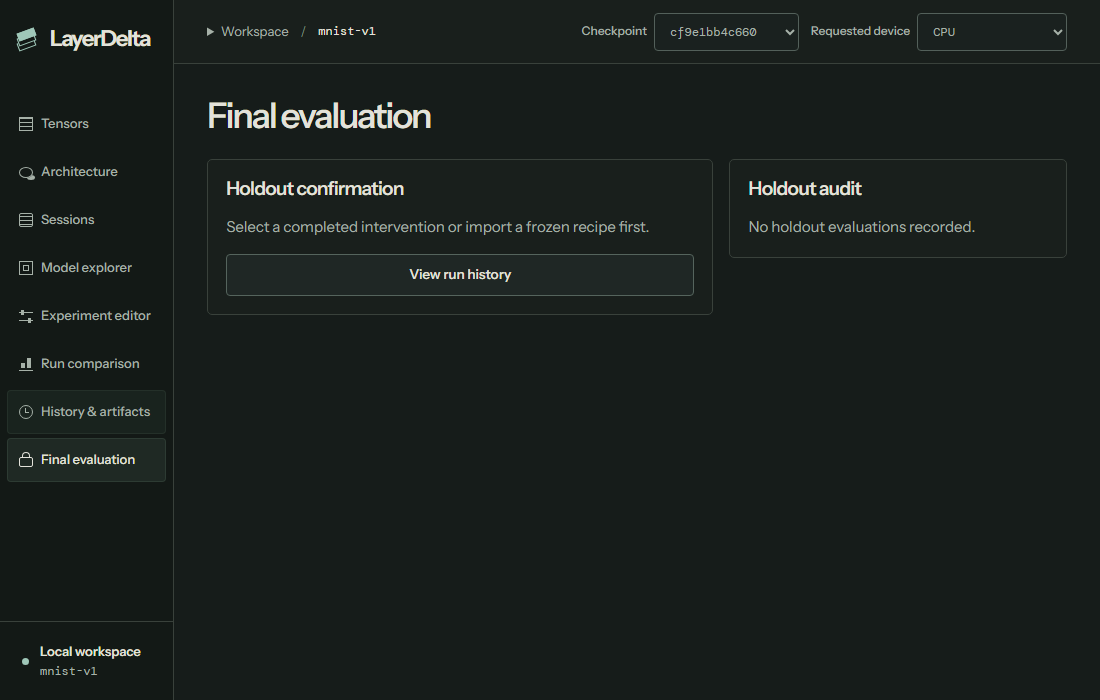 LayerDelta
Workspace / mnist-v1
Checkpoint cf9e1bb4c660 Requested device CPU
Tensors
Architecture
Sessions
Model explorer
Experiment editor
Run comparison
History & artifacts
Final evaluation
Local workspace
mnist-v1
Final evaluation
Holdout confirmation
Select a completed intervention or import a frozen recipe first.
View run history
Holdout audit
No holdout evaluations recorded.